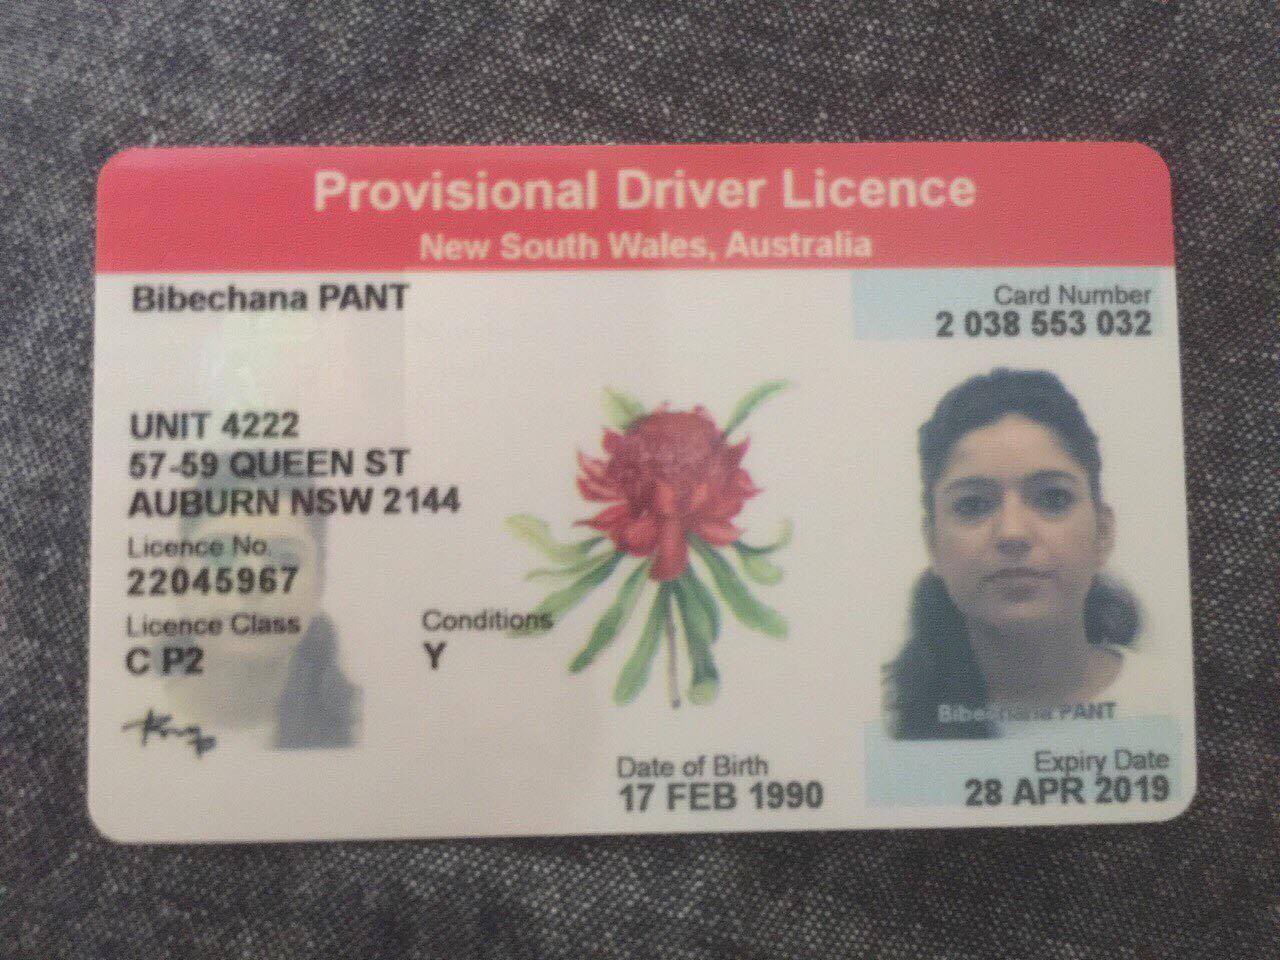 Provisional Driver Licence
New South Wales, Australia
Bibechana PANT
Card Number
2 038 553 032
UNIT 4222
57-59 QUEEN ST
AUBURN NSW 2144
Licence No.
22045967
Licence Class
C P2
Conditions
Y
Bibechana PANT
Date of Birth
17 FEB 1990
Expiry Date
28 APR 2019